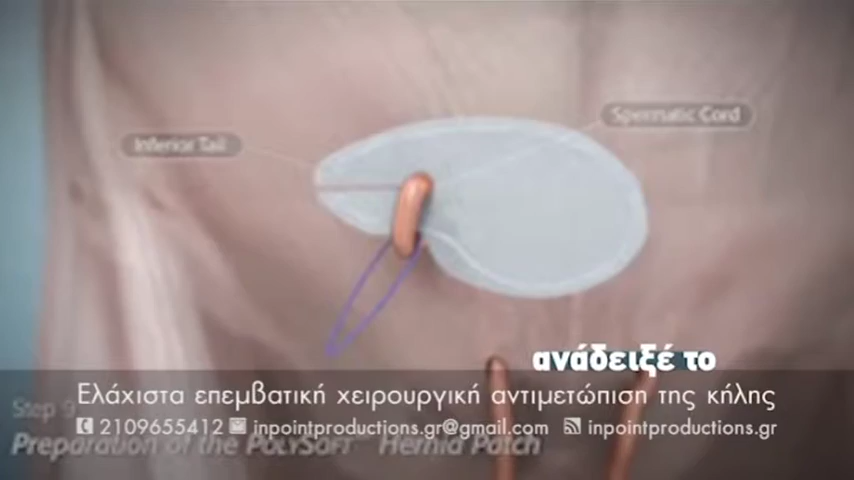 Spermatic Cord
Inferior Tail
ανάδειξέ το
Ελάχιστα επεμβατική χειρουργική αντιμετώπιση της κήλης
2109655412 inpointproductions.gr@gmail.com inpointproductions.gr
Step 9
Preparation of the POLYSOFT™ Hernia Patch